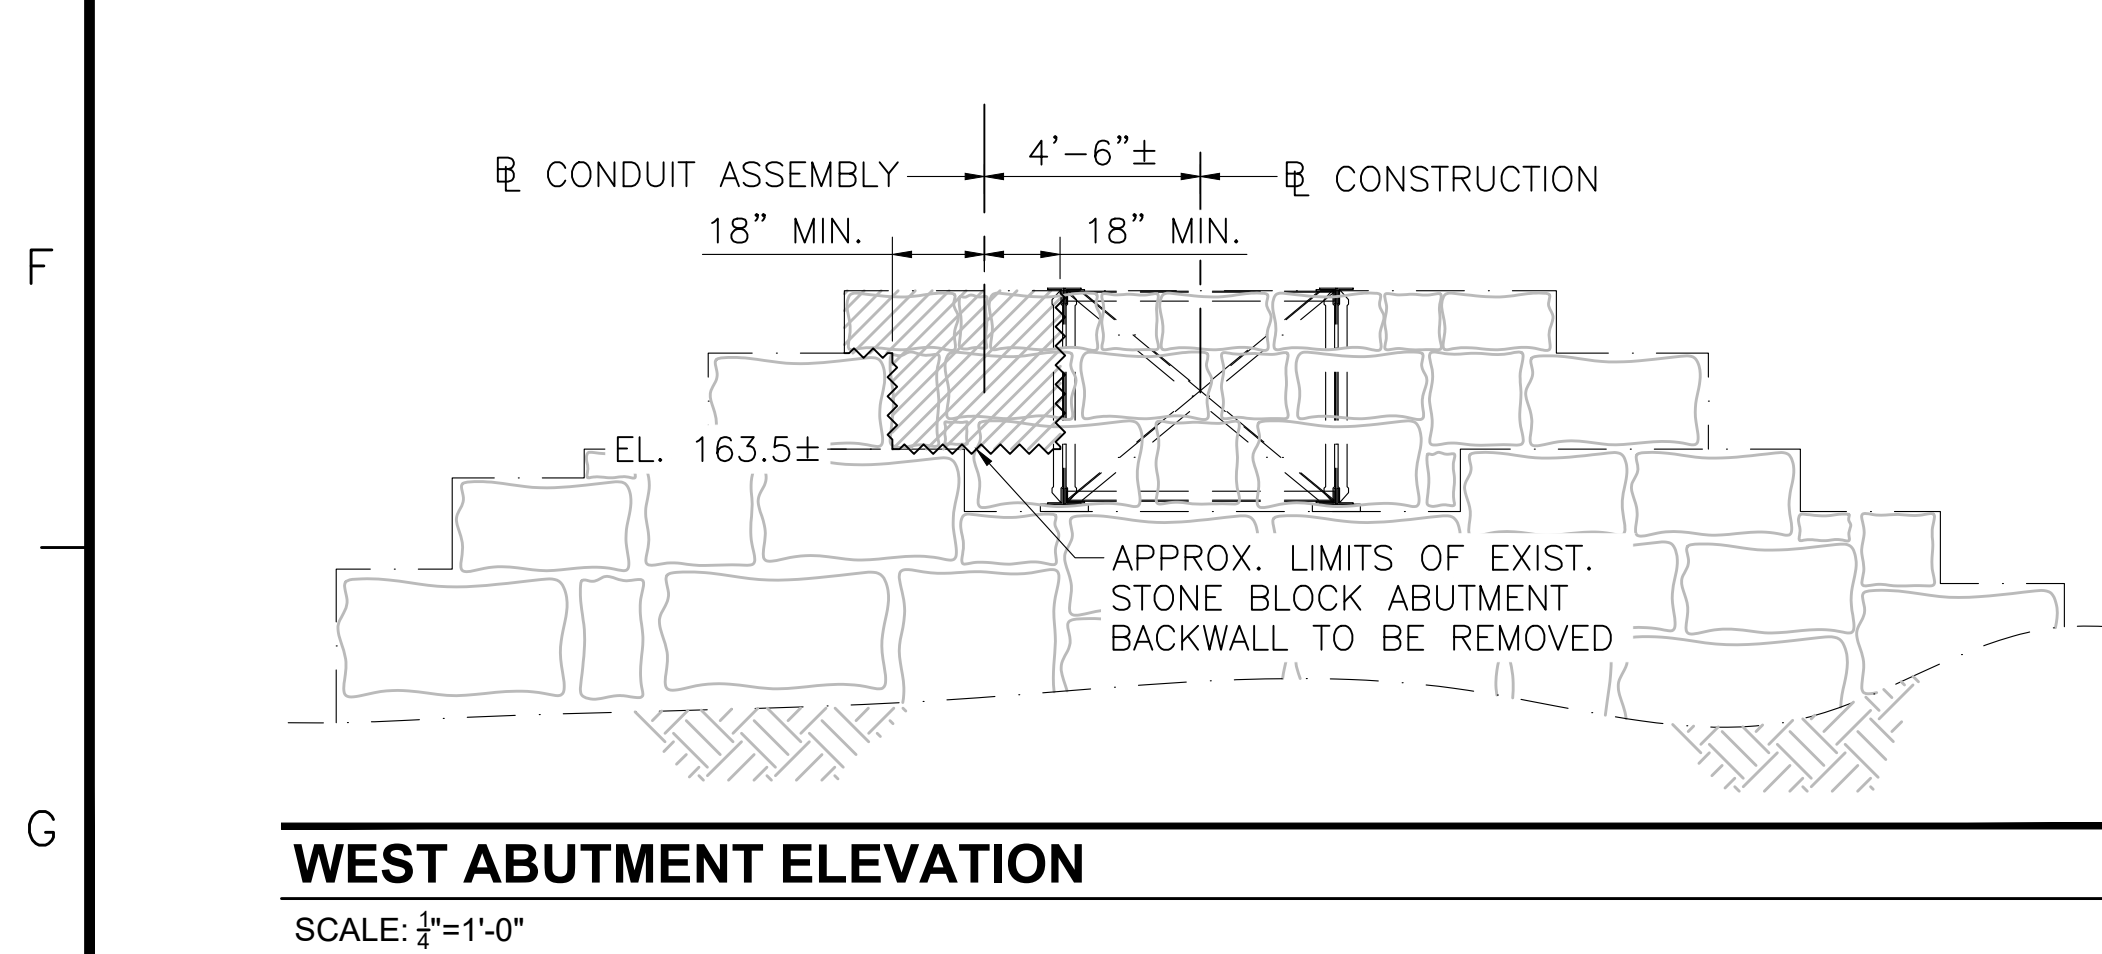 F
G
℄ CONDUIT ASSEMBLY
4'-6"±
BL CONSTRUCTION
18" MIN.
18" MIN.
EL. 163.5±
APPROX. LIMITS OF EXIST.
STONE BLOCK ABUTMENT
BACKWALL TO BE REMOVED
WEST ABUTMENT ELEVATION
SCALE: 1/4"=1'-0"